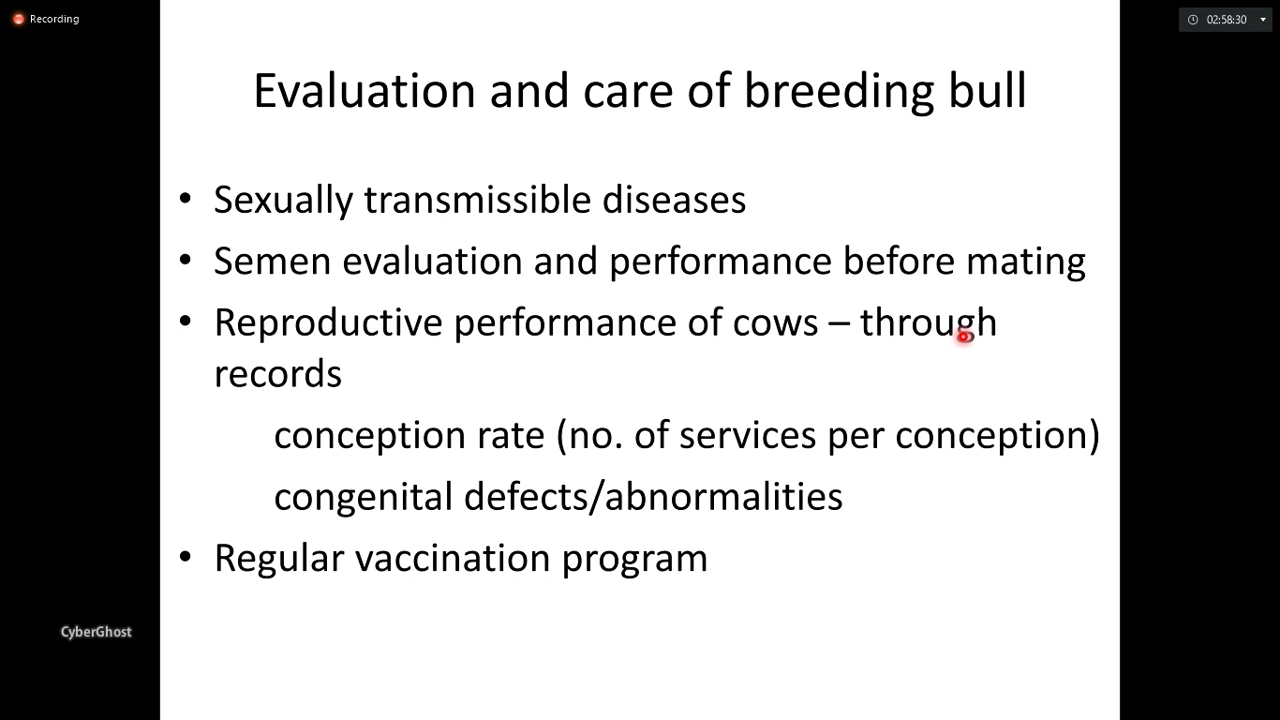 Recording
02:58:30
Evaluation and care of breeding bull
• Sexually transmissible diseases
• Semen evaluation and performance before mating
• Reproductive performance of cows – through
records
conception rate (no. of services per conception)
congenital defects/abnormalities
• Regular vaccination program
CyberGhost